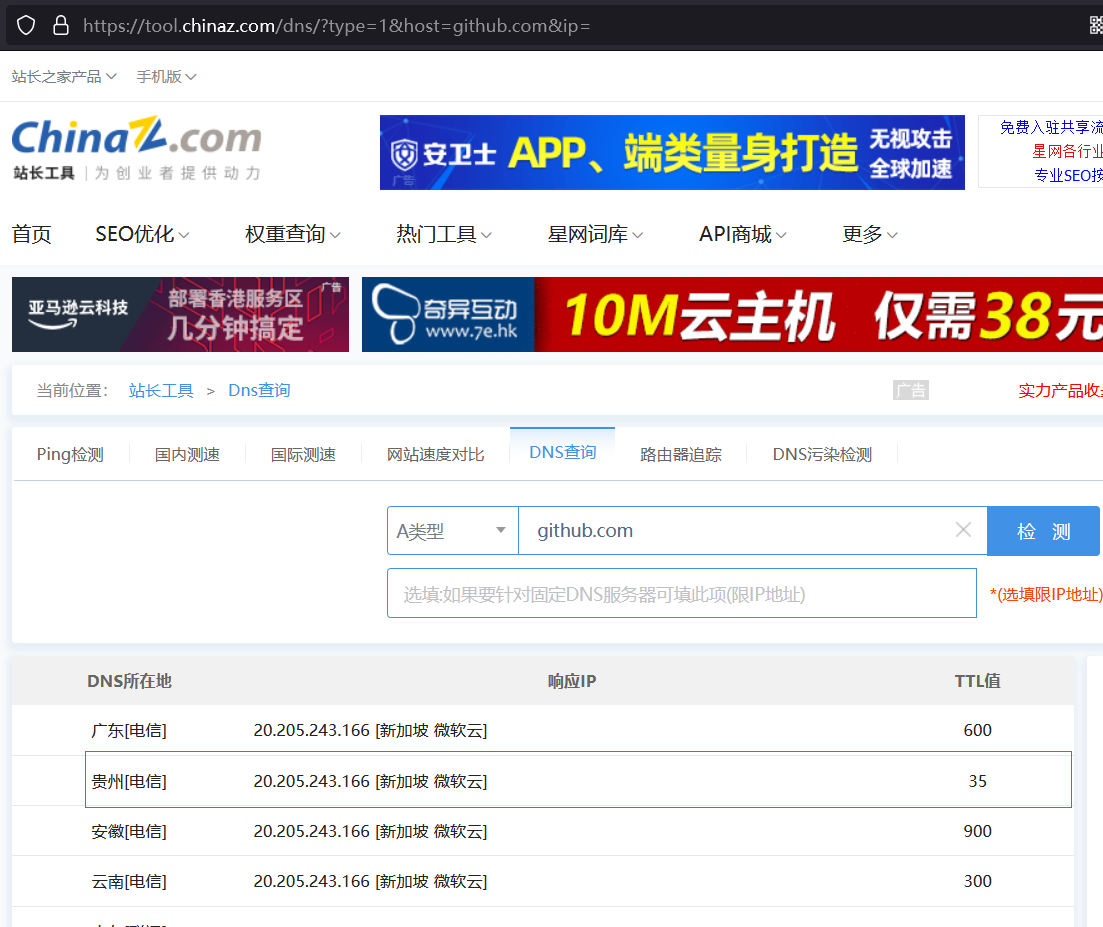 https://tool.chinaz.com/dns/?type=1&host=github.com&ip=
站长之家产品 手机版
ChinaZ.com
站长工具 | 为创业者提供动力
安卫士 APP、端类量身打造 无视攻击 全球加速
广告
免费入驻共享流
星网各行业
专业SEO按
首页 SEO优化 权重查询 热门工具 星网词库 API商城 更多
亚马逊云科技 部署香港服务区 几分钟搞定 广告
奇异互动 www.7e.hk 10M云主机 仅需38元
当前位置: 站长工具 > Dns查询 广告 实力产品收录
Ping检测 国内测速 国际测速 网站速度对比 DNS查询 路由器追踪 DNS污染检测
A类型 github.com 检 测
选填:如果要针对固定DNS服务器可填此项(限IP地址) *(选填限IP地址)
DNS所在地 响应IP TTL值
广东[电信] 20.205.243.166 [新加坡 微软云] 600
贵州[电信] 20.205.243.166 [新加坡 微软云] 35
安徽[电信] 20.205.243.166 [新加坡 微软云] 900
云南[电信] 20.205.243.166 [新加坡 微软云] 300